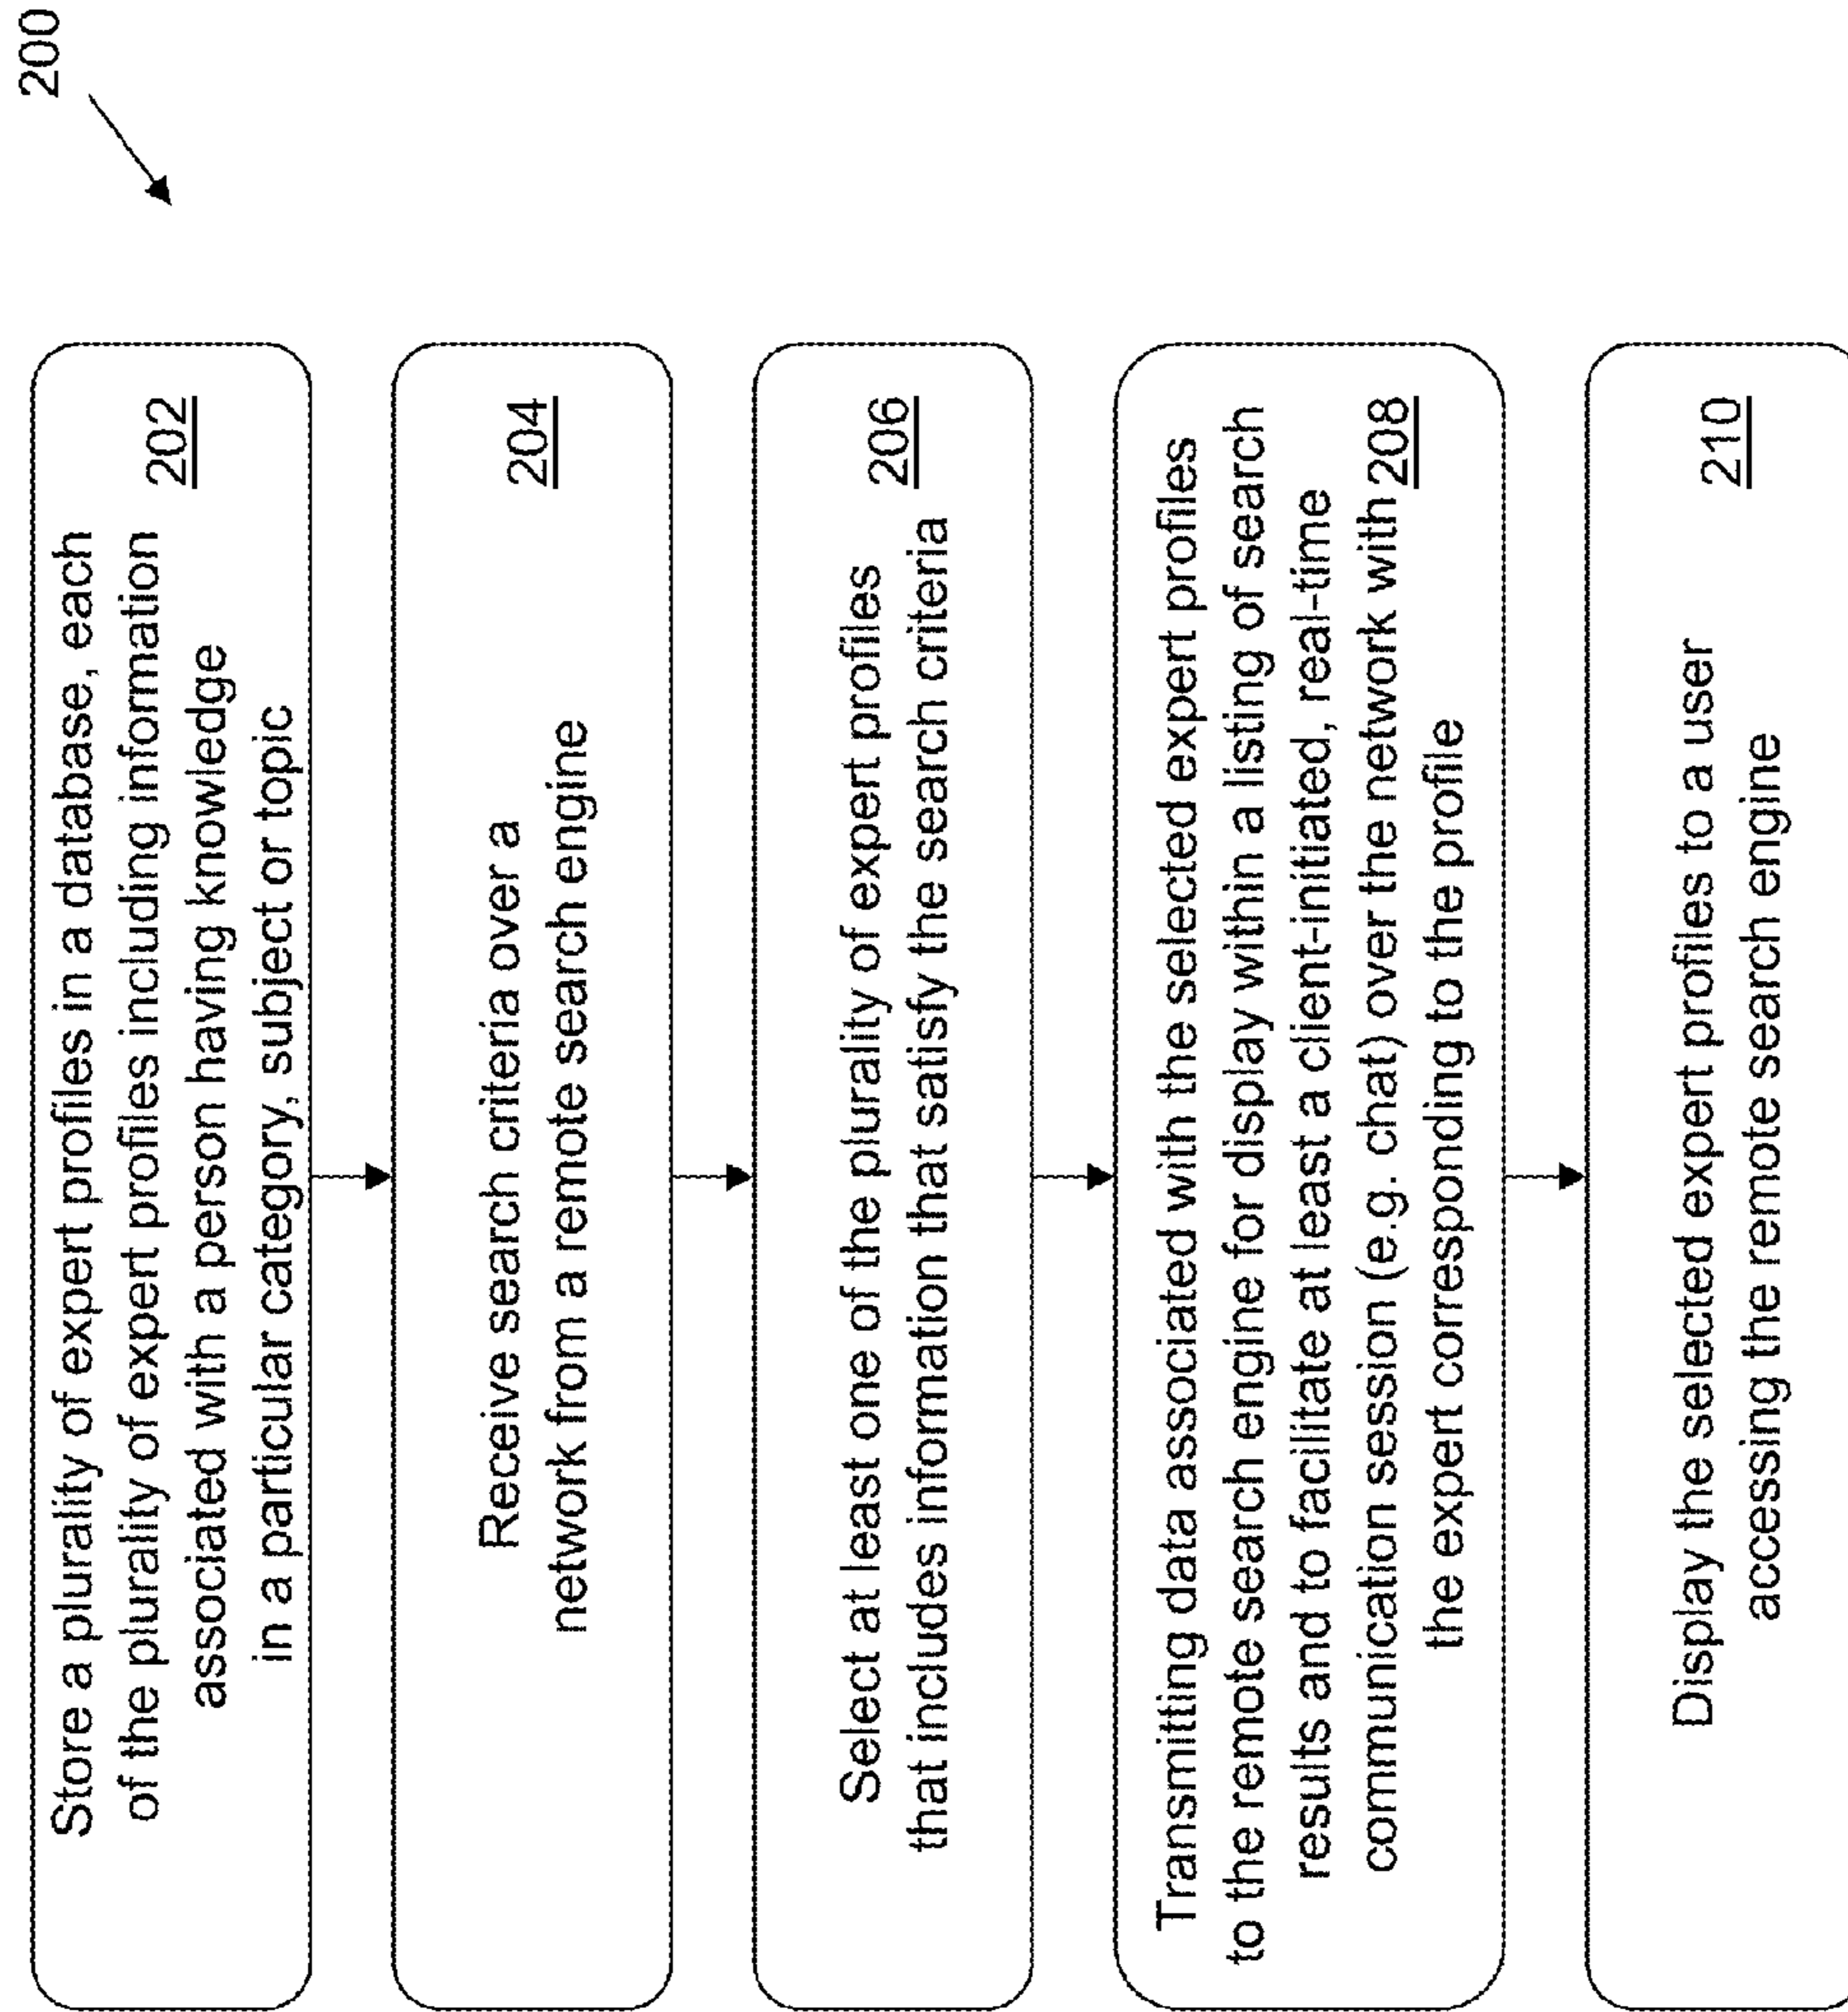 200
Store a plurality of expert profiles in a database, each
of the plurality of expert profiles including information
associated with a person having knowledge
in a particular category, subject or topic
202
Receive search criteria over a
network from a remote search engine
204
Select at least one of the plurality of expert profiles
that includes information that satisfy the search criteria
206
Transmitting data associated with the selected expert profiles
to the remote search engine for display within a listing of search
results and to facilitate at least a client-initiated, real-time
communication session (e.g. chat) over the network with
the expert corresponding to the profile
208
Display the selected expert profiles to a user
accessing the remote search engine
210